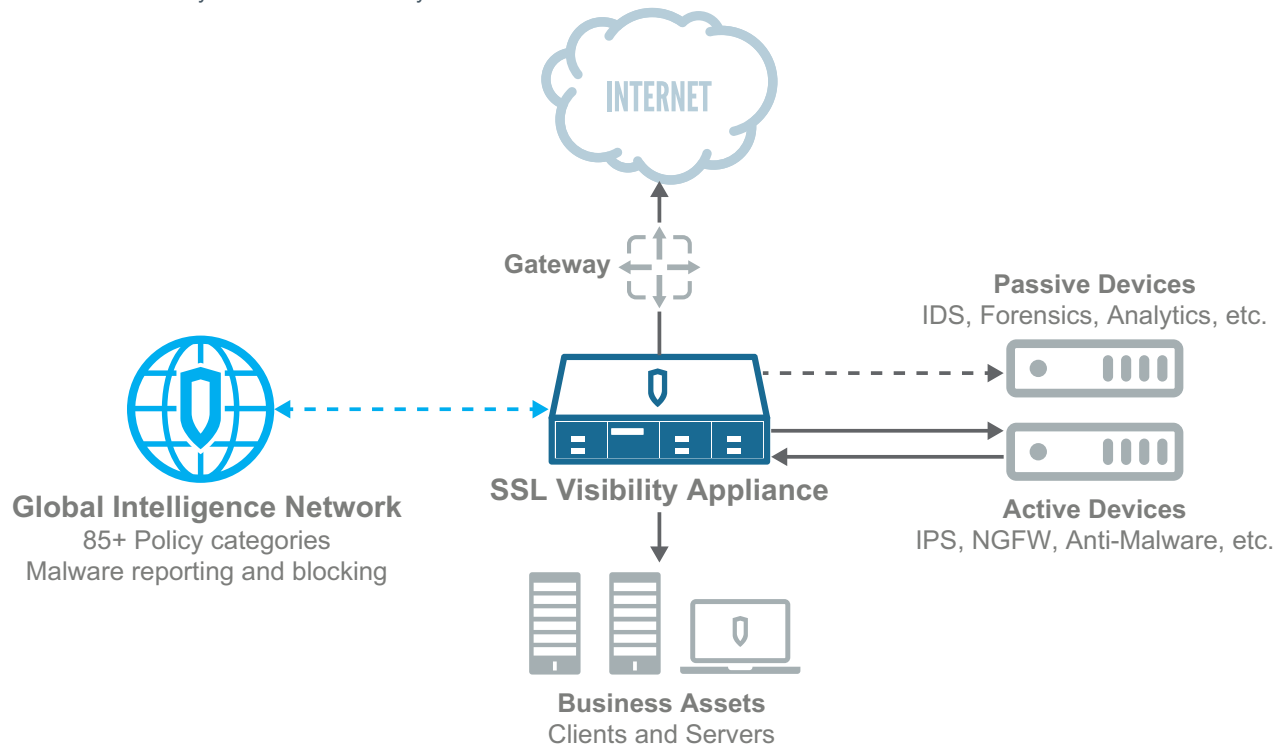 INTERNET
Gateway
Passive Devices
IDS, Forensics, Analytics, etc.
SSL Visibility Appliance
Global Intelligence Network
85+ Policy categories
Malware reporting and blocking
Active Devices
IPS, NGFW, Anti-Malware, etc.
Business Assets
Clients and Servers